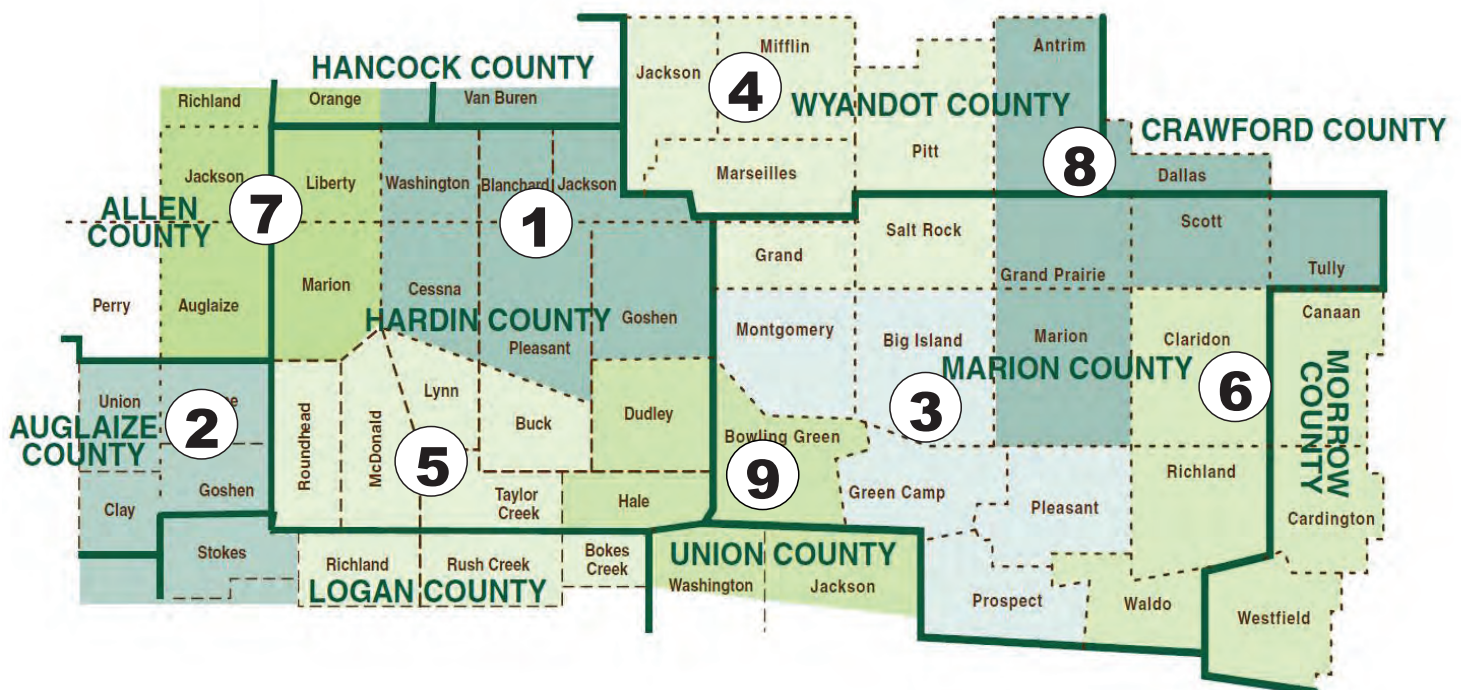 Antrim
Mifflin
HANCOCK COUNTY
Jackson
4
WYANDOT COUNTY
Richland
Orange
Van Buren
CRAWFORD COUNTY
Pitt
8
Jackson
Liberty
Washington
Blanchard
Jackson
Marseilles
Dallas
ALLEN
COUNTY
7
1
Salt Rock
Scott
Grand
Perry
Auglaize
Marion
Cessna
Grand Prairie
Tully
HARDIN COUNTY
Goshen
Pleasant
Montgomery
Big Island
Marion
Claridon
Canaan
MARION COUNTY
MORROW
COUNTY
Union
2
Lynn
Buck
Dudley
3
6
AUGLAIZE
COUNTY
Roundhead
McDonald
5
Bowling Green
9
Goshen
Clay
Taylor
Creek
Hale
Green Camp
Pleasant
Richland
Cardington
Stokes
Richland
Rush Creek
Bokes
Creek
UNION COUNTY
LOGAN COUNTY
Washington
Jackson
Prospect
Waldo
Westfield